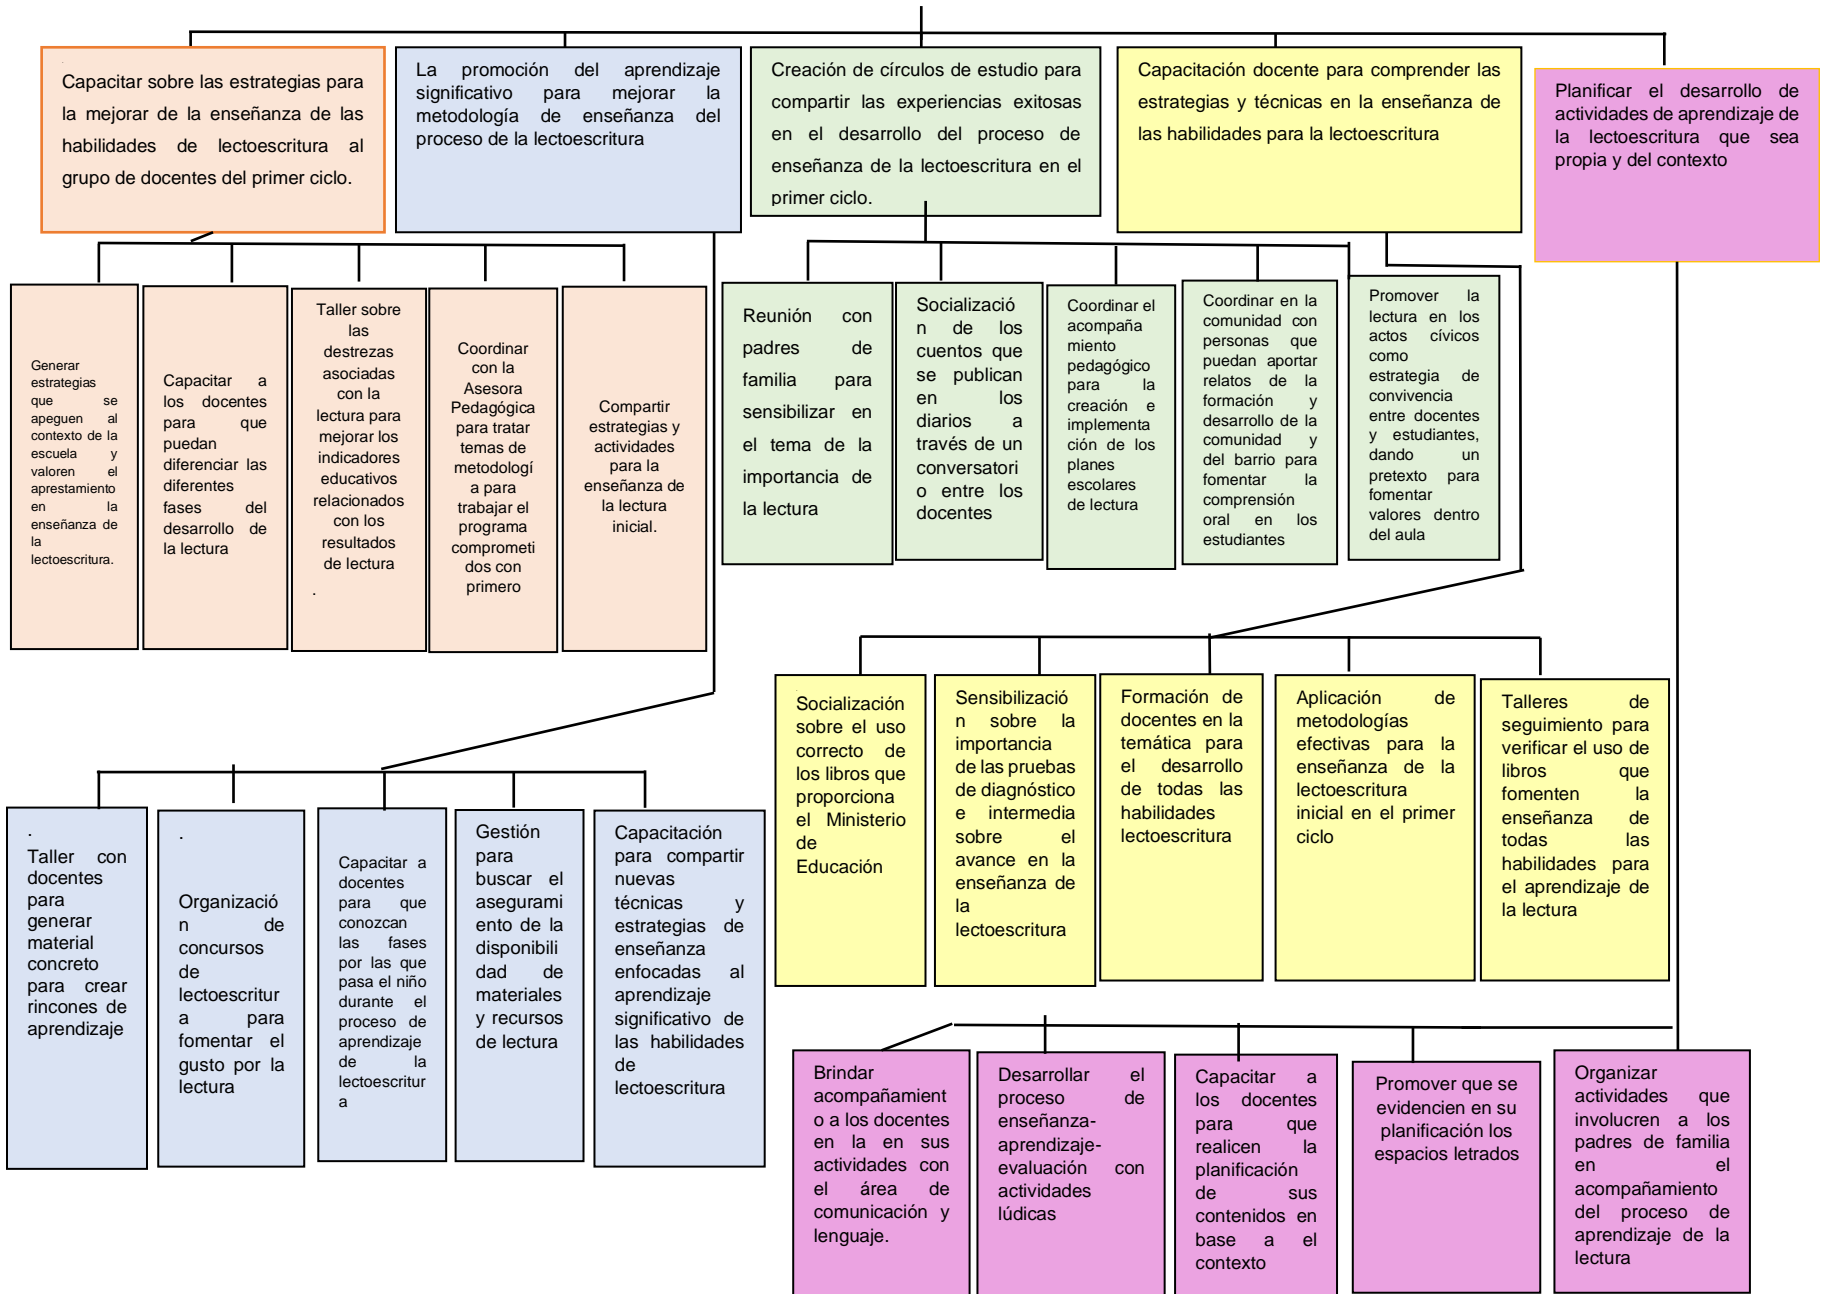 Capacitar sobre las estrategias para
la mejorar de la enseñanza de las
habilidades de lectoescritura al
grupo de docentes del primer ciclo.
La promoción del aprendizaje
significativo para mejorar la
metodología de enseñanza del
proceso de la lectoescritura
Creación de círculos de estudio para
compartir las experiencias exitosas
en el desarrollo del proceso de
enseñanza de la lectoescritura en el
primer ciclo.
Capacitación docente para comprender las
estrategias y técnicas en la enseñanza de
las habilidades para la lectoescritura
Planificar el desarrollo de
actividades de aprendizaje de
la lectoescritura que sea
propia y del contexto
Generar
estrategias
que se
apeguen al
contexto de la
escuela y
valoren el
aprestamiento
en la
enseñanza de
la
lectoescritura.
Capacitar a
los docentes
para que
puedan
diferenciar las
diferentes
fases del
desarrollo de
la lectura
Taller sobre
las
destrezas
asociadas
con la
lectura para
mejorar los
indicadores
educativos
relacionados
con los
resultados
de lectura
.
Coordinar
con la
Asesora
Pedagógica
para tratar
temas de
metodologí
a para
trabajar el
programa
comprometi
dos con
primero
Compartir
estrategias y
actividades
para la
enseñanza de
la lectura
inicial.
Reunión con
padres de
familia para
sensibilizar en
el tema de la
importancia de
la lectura
Socializació
n de los
cuentos que
se publican
en los
diarios a
través de un
conversatori
o entre los
docentes
Coordinar el
acompaña
miento
pedagógico
para la
creación e
implementa
ción de los
planes
escolares
de lectura
Coordinar en la
comunidad con
personas que
puedan aportar
relatos de la
formación y
desarrollo de la
comunidad y
del barrio para
fomentar la
comprensión
oral en los
estudiantes
Promover la
lectura en los
actos cívicos
como
estrategia de
convivencia
entre docentes
y estudiantes,
dando un
pretexto para
fomentar
valores dentro
del aula
Socialización
sobre el uso
correcto de
los libros que
proporciona
el Ministerio
de
Educación
Sensibilizació
n sobre la
importancia
de las pruebas
de diagnóstico
e intermedia
sobre el
avance en la
enseñanza de
la
lectoescritura
Formación de
docentes en la
temática para
el desarrollo
de todas las
habilidades
lectoescritura
Aplicación de
metodologías
efectivas para la
enseñanza de la
lectoescritura
inicial en el primer
ciclo
Talleres de
seguimiento para
verificar el uso de
libros que
fomenten la
enseñanza de
todas las
habilidades para
el aprendizaje de
la lectura
.
Taller con
docentes
para
generar
material
concreto
para crear
rincones de
aprendizaje
.
Organizació
n de
concursos
de
lectoescritur
a para
fomentar el
gusto por la
lectura
Capacitar a
docentes
para que
conozcan
las fases
por las que
pasa el niño
durante el
proceso de
aprendizaje
de la
lectoescritur
a
Gestión
para
buscar el
asegurami
ento de la
disponibili
dad de
materiales
y recursos
de lectura
Capacitación
para compartir
nuevas
técnicas y
estrategias de
enseñanza
enfocadas al
aprendizaje
significativo de
las habilidades
de
lectoescritura
Brindar
acompañamient
o a los docentes
en la en sus
actividades con
el área de
comunicación y
lenguaje.
Desarrollar el
proceso de
enseñanza-
aprendizaje-
evaluación con
actividades
lúdicas
Capacitar a
los docentes
para que
realicen la
planificación
de sus
contenidos en
base a el
contexto
Promover que se
evidencien en su
planificación los
espacios letrados
Organizar
actividades que
involucren a los
padres de familia
en el
acompañamiento
del proceso de
aprendizaje de la
lectura